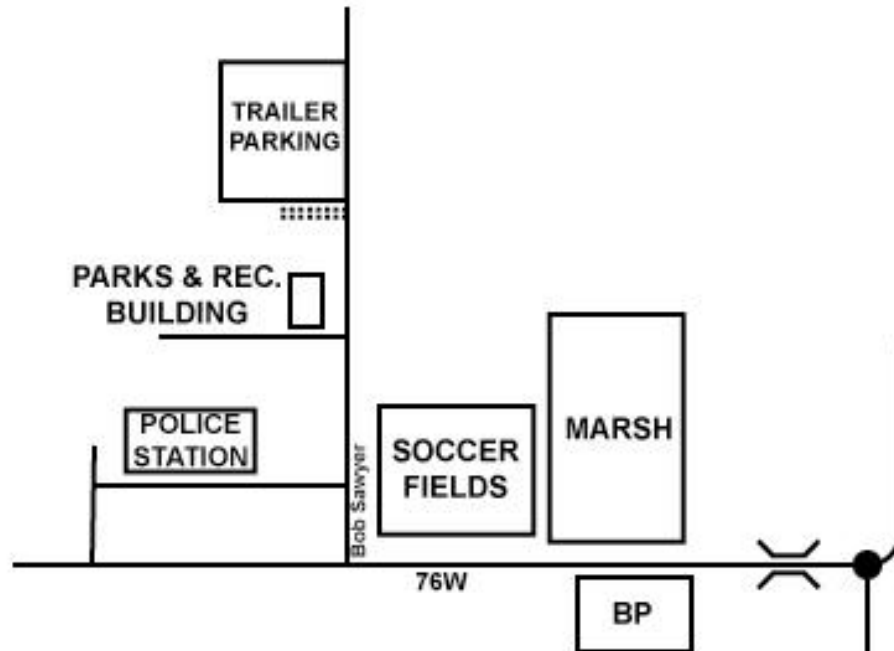 TRAILER
PARKING
PARKS & REC.
BUILDING
POLICE
STATION
Bob Sawyer
SOCCER
FIELDS
MARSH
76W
BP